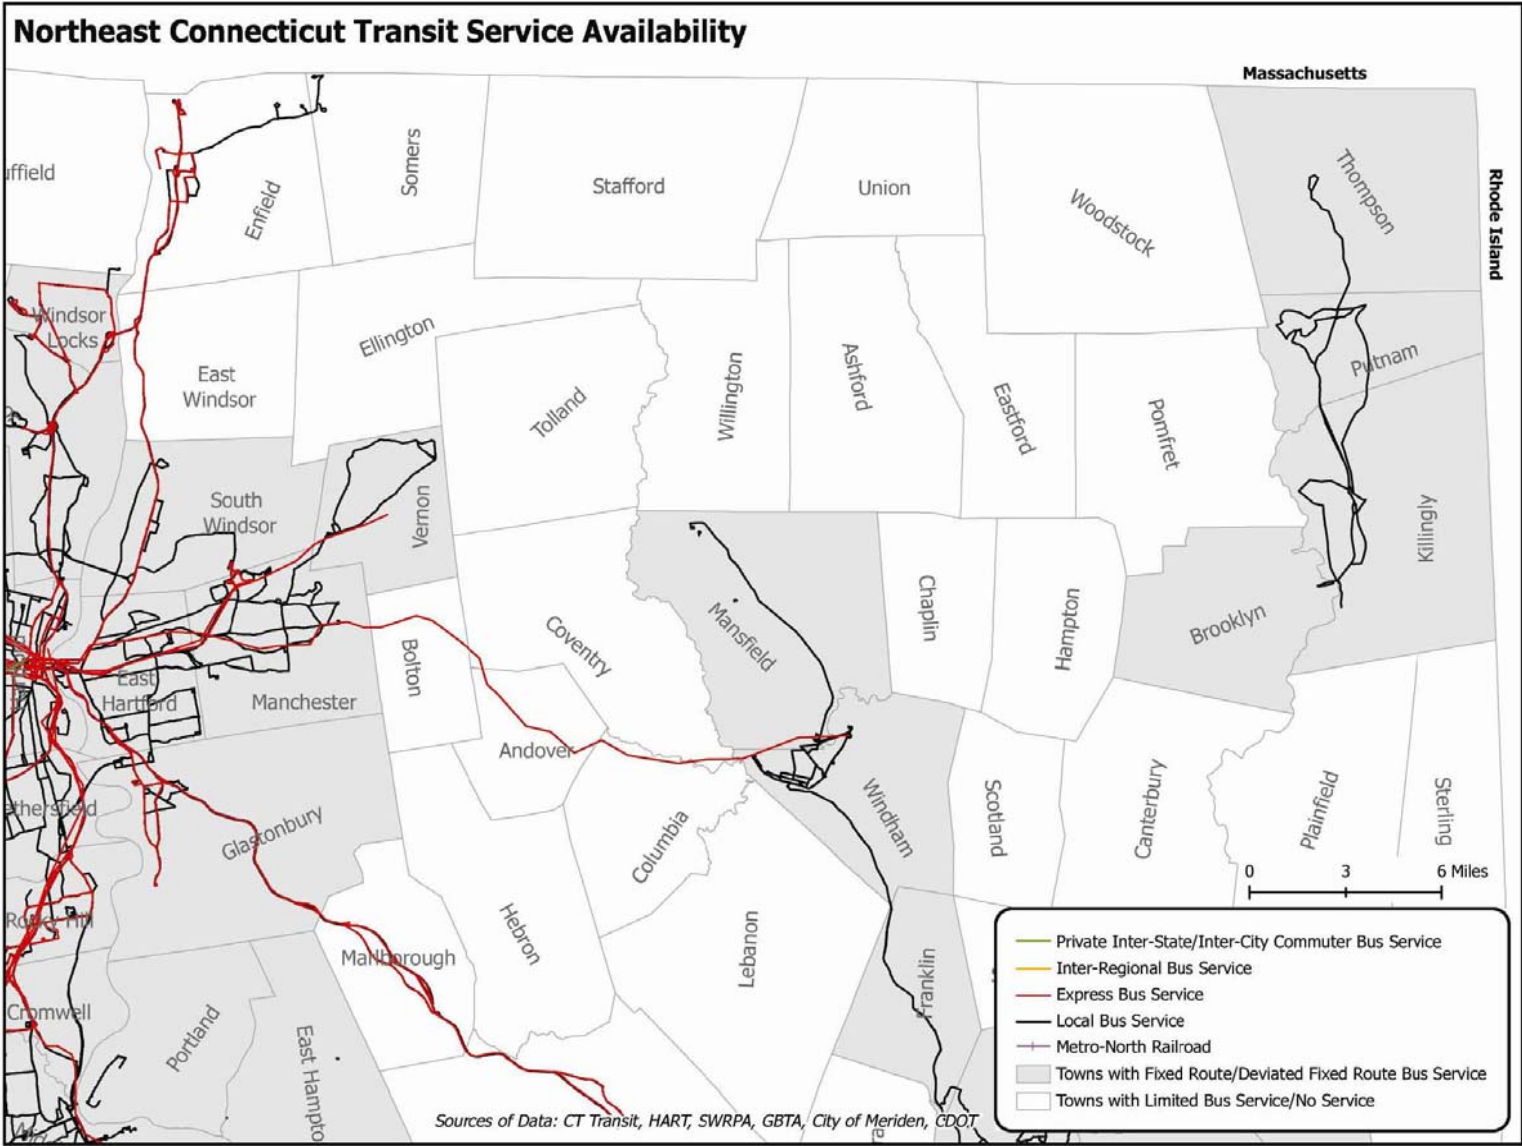 Northeast Connecticut Transit Service Availability
Massachusetts
Rhode Island
uffield
Enfield
Somers
Stafford
Union
Woodstock
Thompson
Windsor
Locks
East
Windsor
Ellington
Tolland
Willington
Ashford
Eastford
Pomfret
Putnam
Killingly
South
Windsor
Vernon
Mansfield
Chaplin
Hampton
Brooklyn
Coventry
Bolton
East
Hartford
Manchester
Andover
Columbia
Windham
Scotland
Canterbury
Plainfield
Sterling
ethersfield
Glastonbury
Rocky Hill
Marlborough
Hebron
Lebanon
Franklin
Cromwell
Portland
East Hampto
0 3 6 Miles
Private Inter-State/Inter-City Commuter Bus Service
Inter-Regional Bus Service
Express Bus Service
Local Bus Service
Metro-North Railroad
Towns with Fixed Route/Deviated Fixed Route Bus Service
Towns with Limited Bus Service/No Service
Sources of Data: CT Transit, HART, SWRPA, GBTA, City of Meriden, CDOT